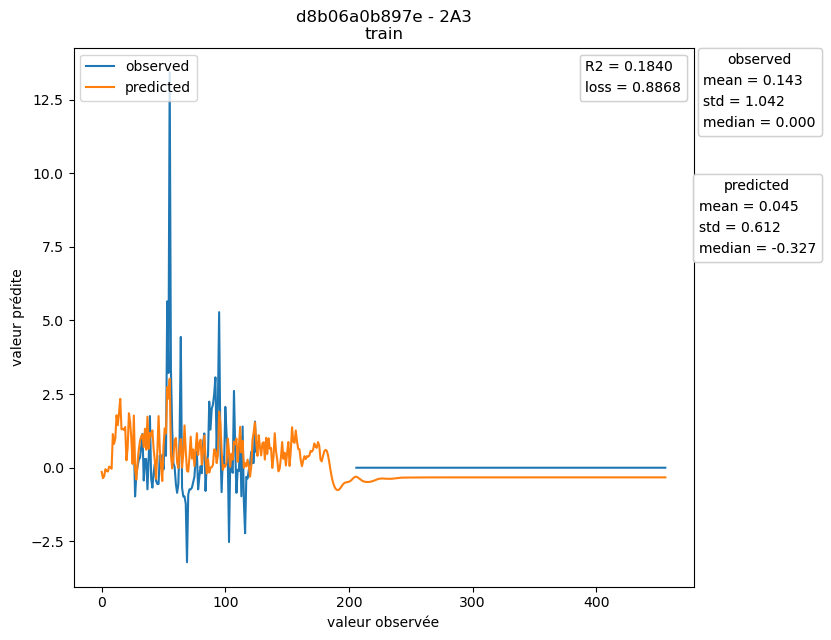 d8b06a0b897e - 2A3
train
observed
predicted
R2 = 0.1840
loss = 0.8868
observed
mean = 0.143
std = 1.042
median = 0.000
predicted
mean = 0.045
std = 0.612
median = -0.327
valeur prédite
12.5
10.0
7.5
5.0
2.5
0.0
−2.5
0
100
200
300
400
valeur observée